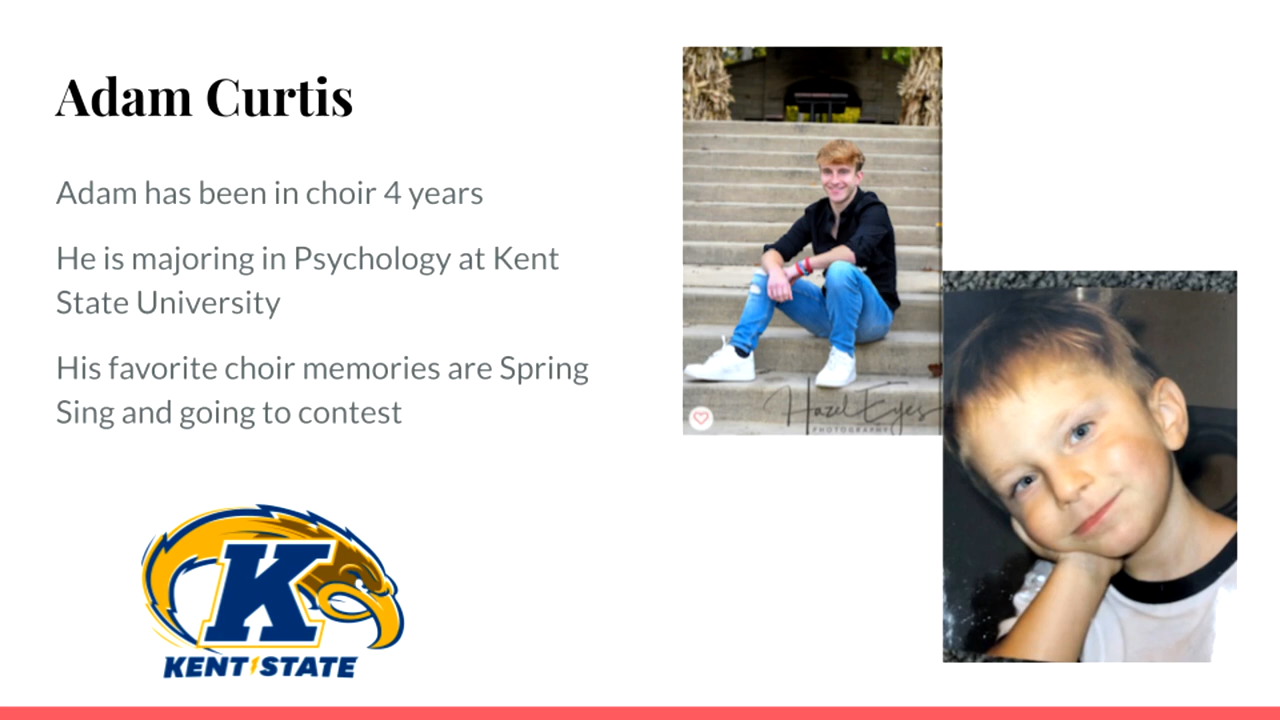 Adam Curtis
Adam has been in choir 4 years
He is majoring in Psychology at Kent
State University
His favorite choir memories are Spring
Sing and going to contest
K
KENT STATE
Hazel Eyes
PHOTOGRAPHY